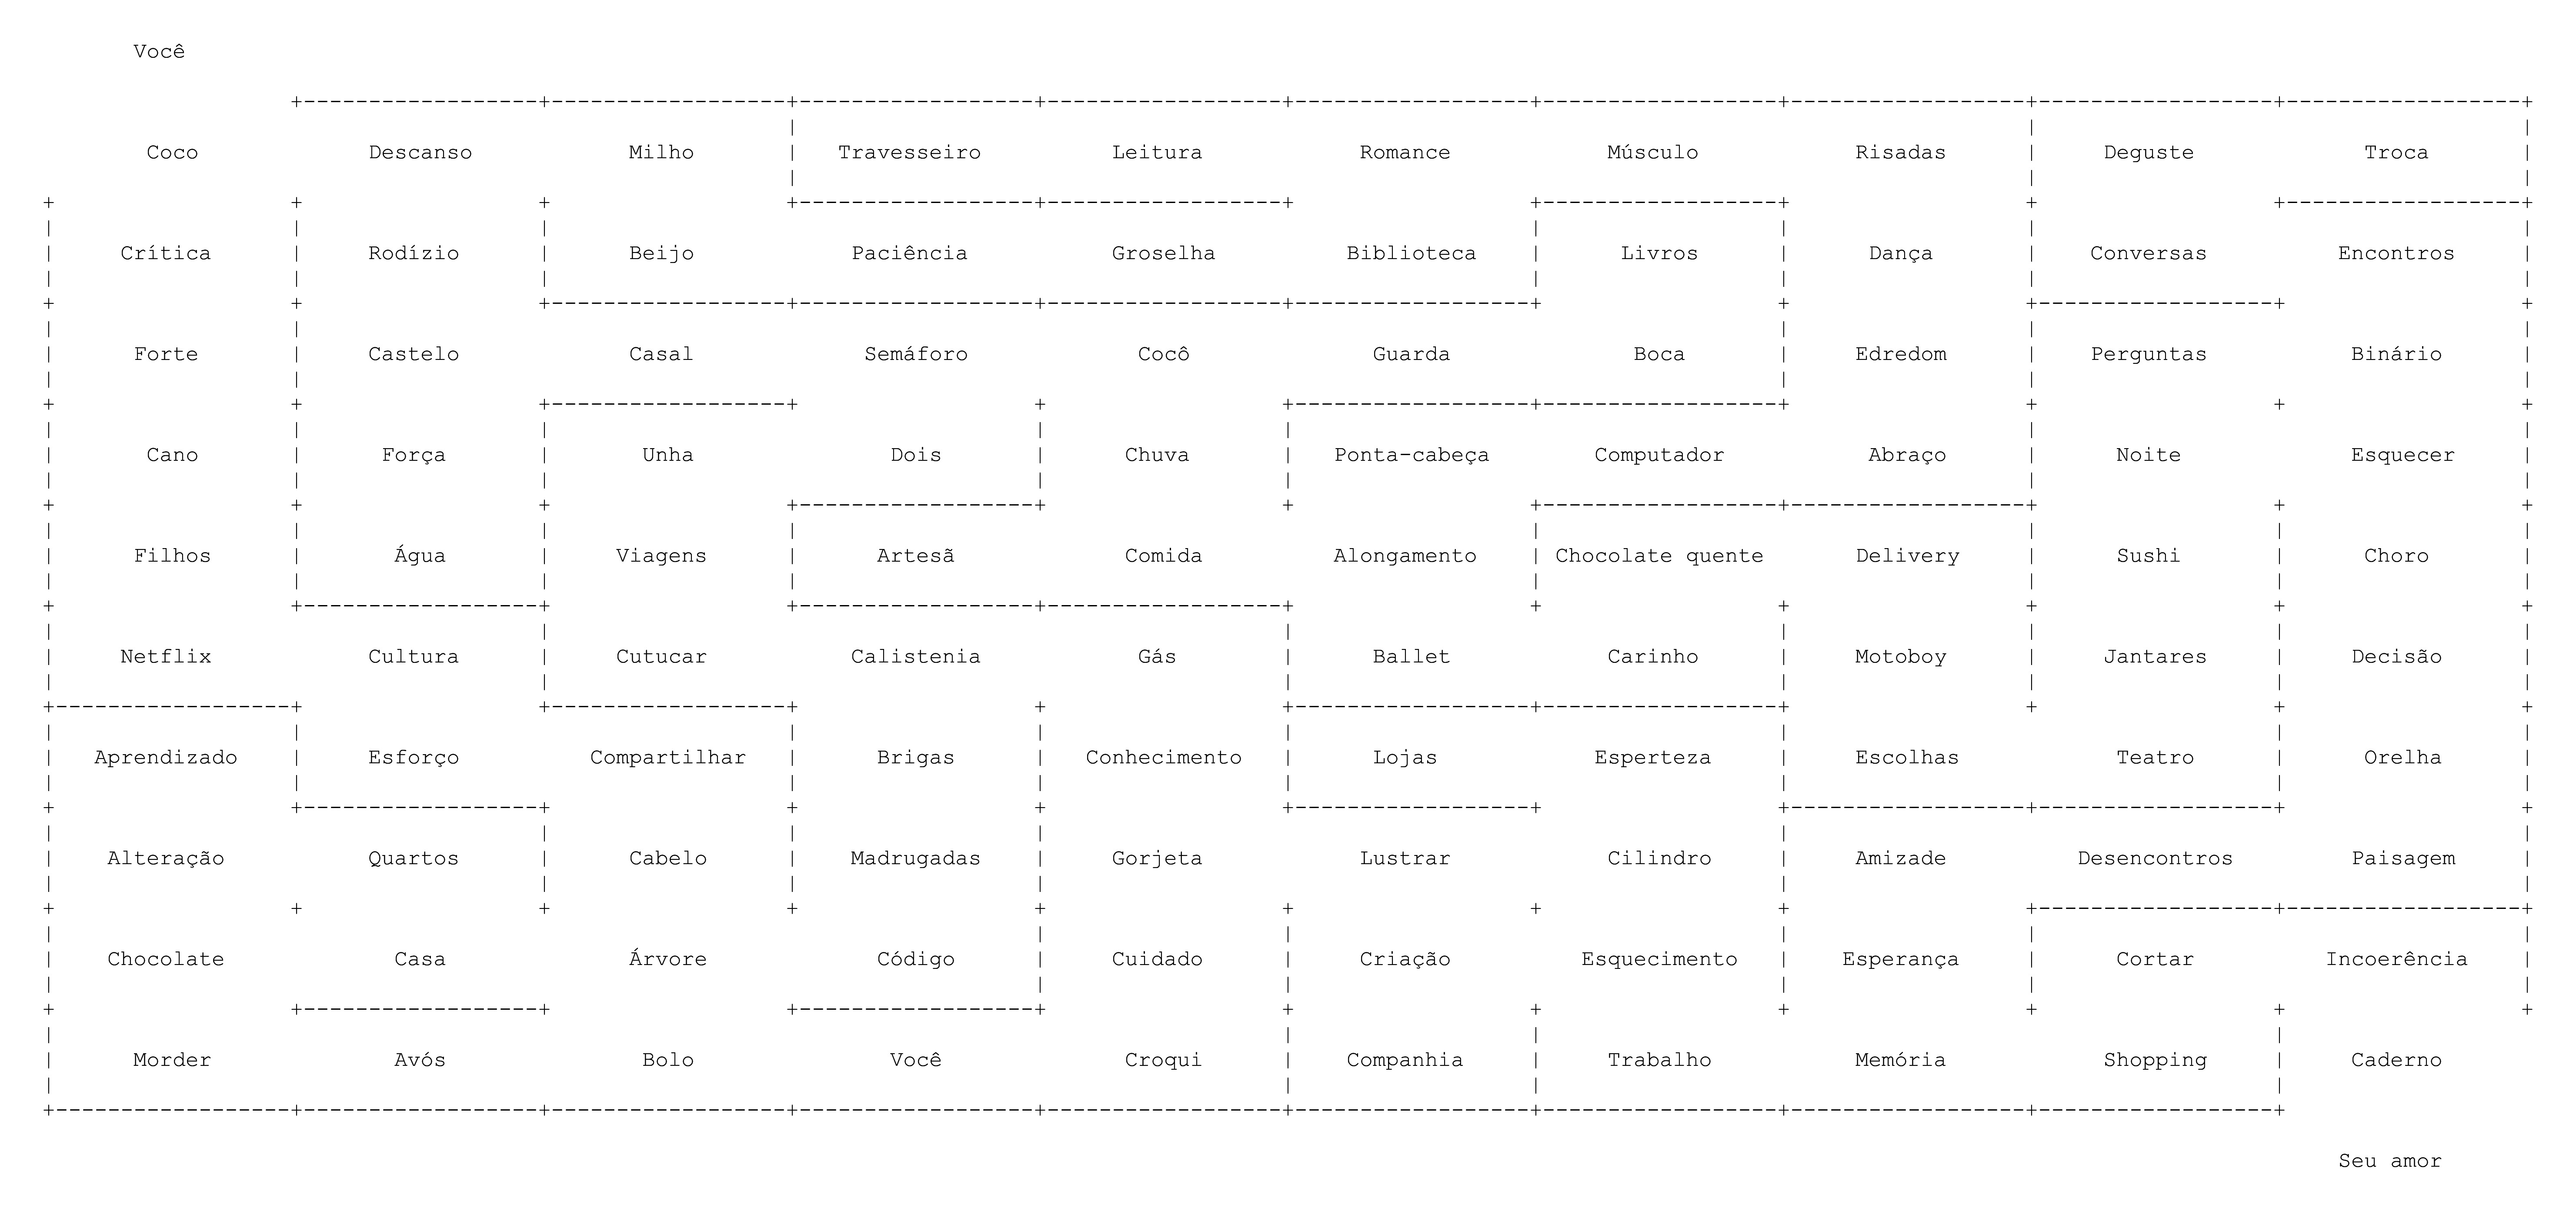 Você
Coco Descanso Milho Travesseiro Leitura Romance Músculo Risadas Deguste Troca
Crítica Rodízio Beijo Paciência Groselha Biblioteca Livros Dança Conversas Encontros
Forte Castelo Casal Semáforo Cocô Guarda Boca Edredom Perguntas Binário
Cano Força Unha Dois Chuva Ponta-cabeça Computador Abraço Noite Esquecer
Filhos Água Viagens Artesã Comida Alongamento Chocolate quente Delivery Sushi Choro
Netflix Cultura Cutucar Calistenia Gás Ballet Carinho Motoboy Jantares Decisão
Aprendizado Esforço Compartilhar Brigas Conhecimento Lojas Esperteza Escolhas Teatro Orelha
Alteração Quartos Cabelo Madrugadas Gorjeta Lustrar Cilindro Amizade Desencontros Paisagem
Chocolate Casa Árvore Código Cuidado Criação Esquecimento Esperança Cortar Incoerência
Morder Avós Bolo Você Croqui Companhia Trabalho Memória Shopping Caderno
Seu amor